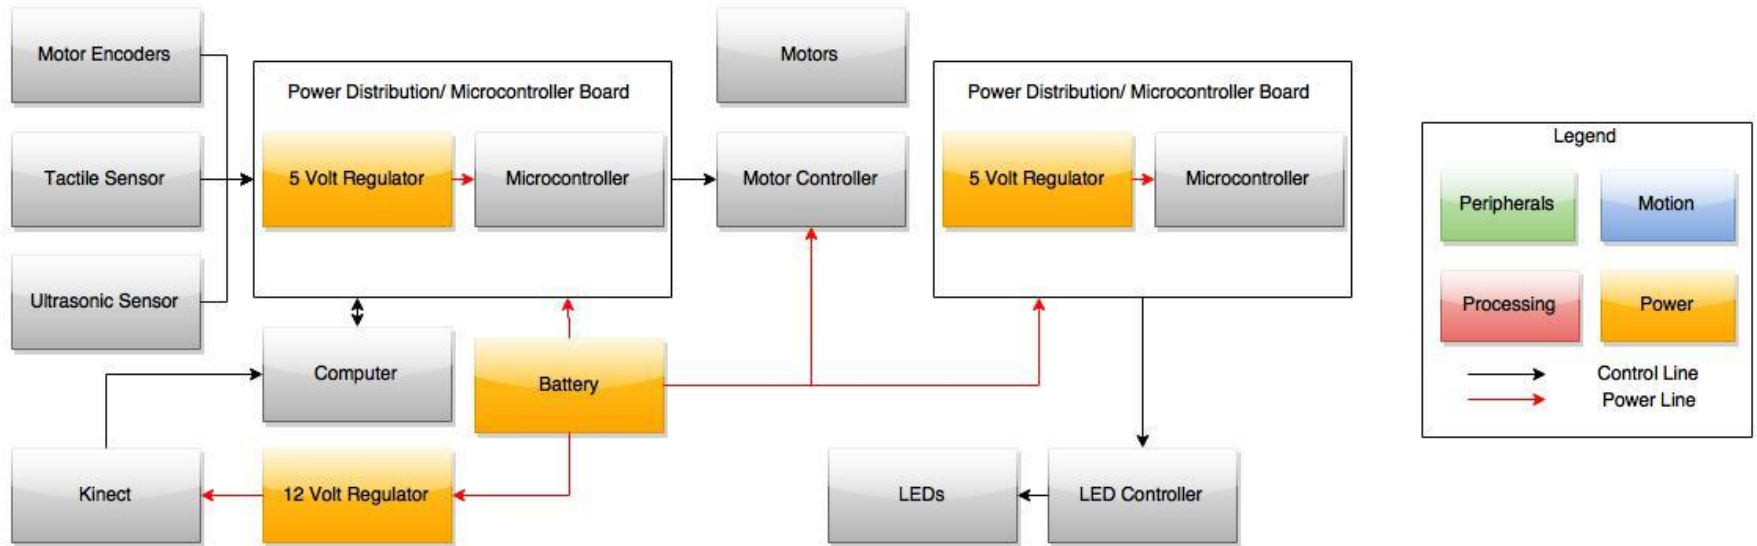 Motor Encoders
Motors
Power Distribution/ Microcontroller Board
Power Distribution/ Microcontroller Board
Legend
Tactile Sensor
5 Volt Regulator
Microcontroller
Motor Controller
5 Volt Regulator
Microcontroller
Peripherals
Motion
Ultrasonic Sensor
Processing
Power
Computer
Battery
Control Line
Power Line
Kinect
12 Volt Regulator
LEDs
LED Controller